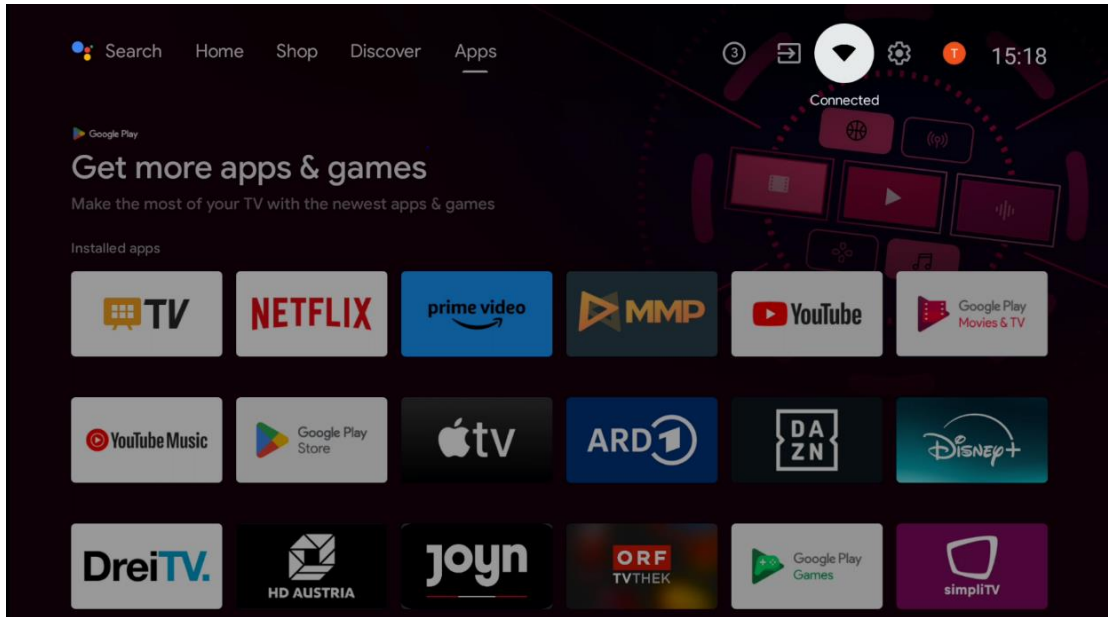 Search Home Shop Discover Apps 3 T 15:18
Connected
Google Play
Get more apps & games
Make the most of your TV with the newest apps & games
Installed apps
TV NETFLIX prime video MMP YouTube Google Play Movies & TV
YouTube Music Google Play Store tv ARD 1 DAZN Disney+
DreiTV. HD AUSTRIA joyn ORF TVTHEK Google Play Games simpliTV